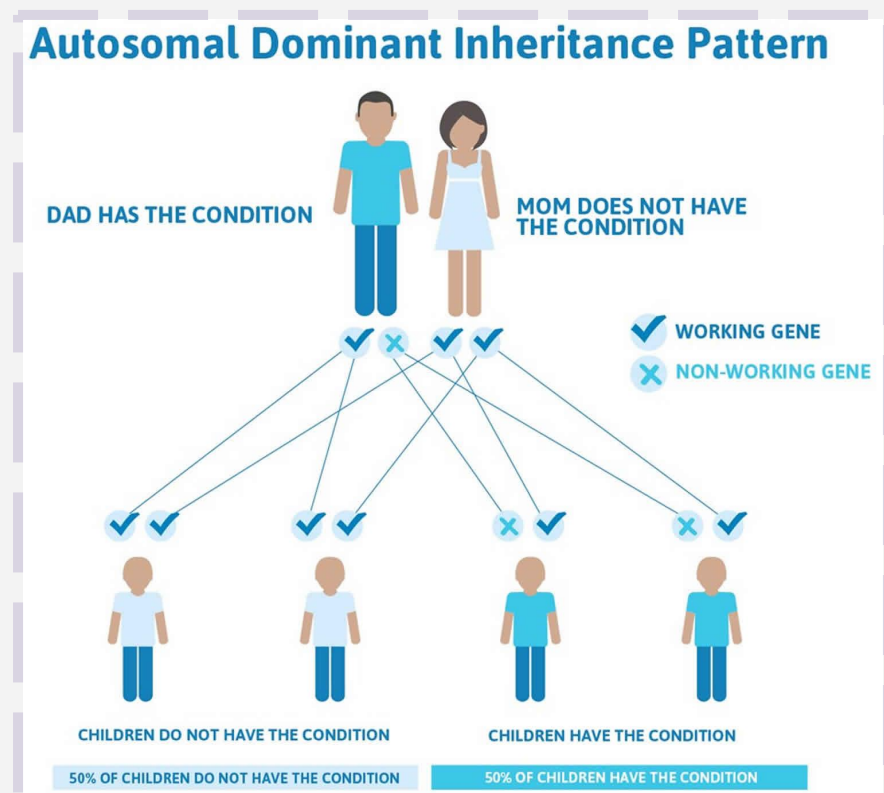 Autosomal Dominant Inheritance Pattern
DAD HAS THE CONDITION
MOM DOES NOT HAVE
THE CONDITION
WORKING GENE
NON-WORKING GENE
CHILDREN DO NOT HAVE THE CONDITION
CHILDREN HAVE THE CONDITION
50% OF CHILDREN DO NOT HAVE THE CONDITION
50% OF CHILDREN HAVE THE CONDITION